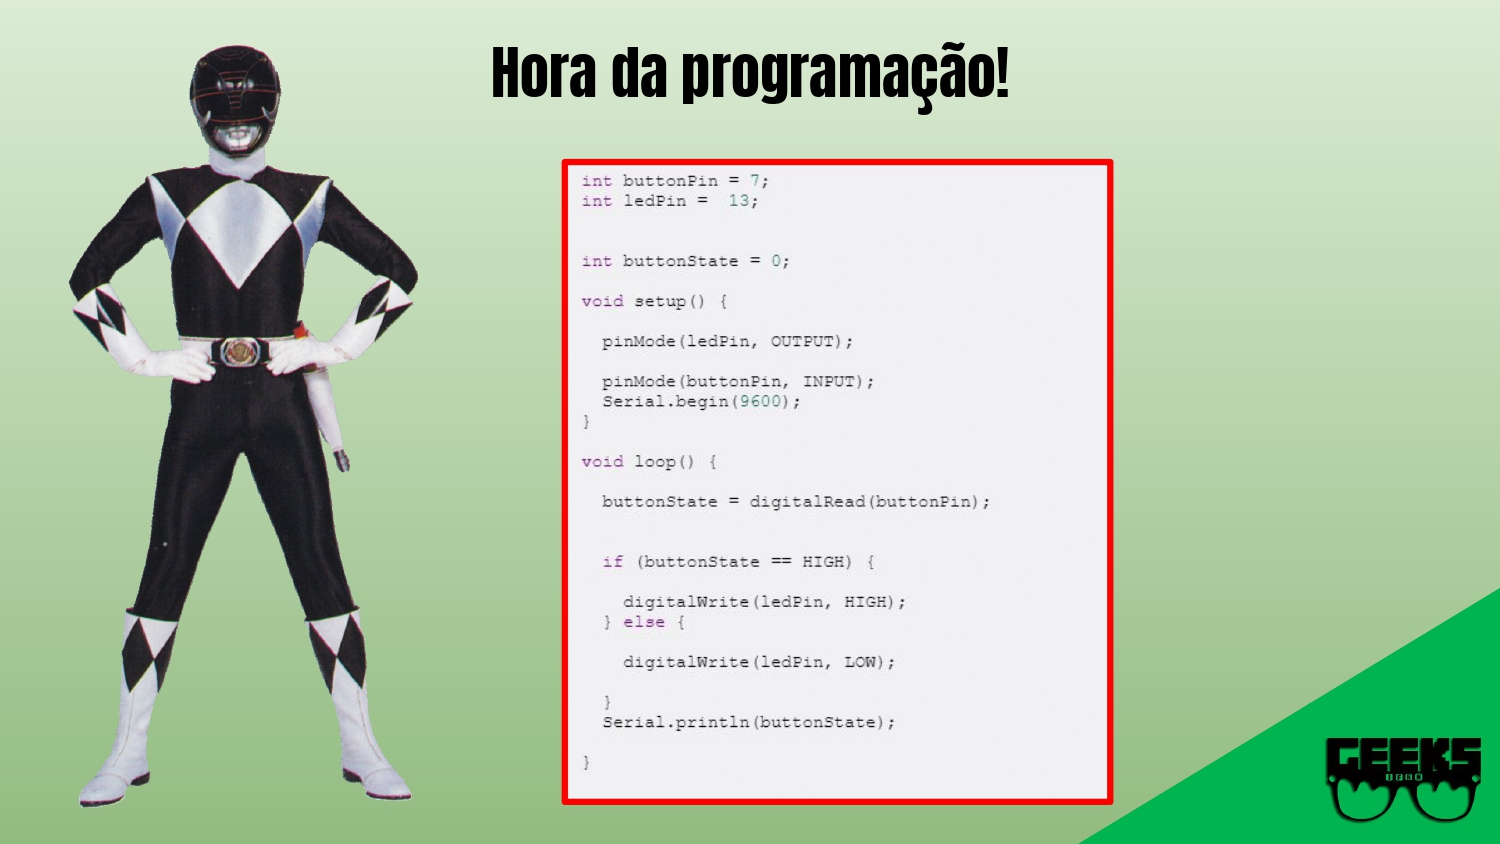 Hora da programação!
int buttonPin = 7;
int ledPin =  13;
int buttonState = 0;
void setup() {
pinMode(ledPin, OUTPUT);
pinMode(buttonPin, INPUT);
Serial.begin(9600);
}
void loop() {
buttonState = digitalRead(buttonPin);
if (buttonState == HIGH) {
digitalWrite(ledPin, HIGH);
} else {
digitalWrite(ledPin, LOW);
}
Serial.println(buttonState);
}
GEEKS